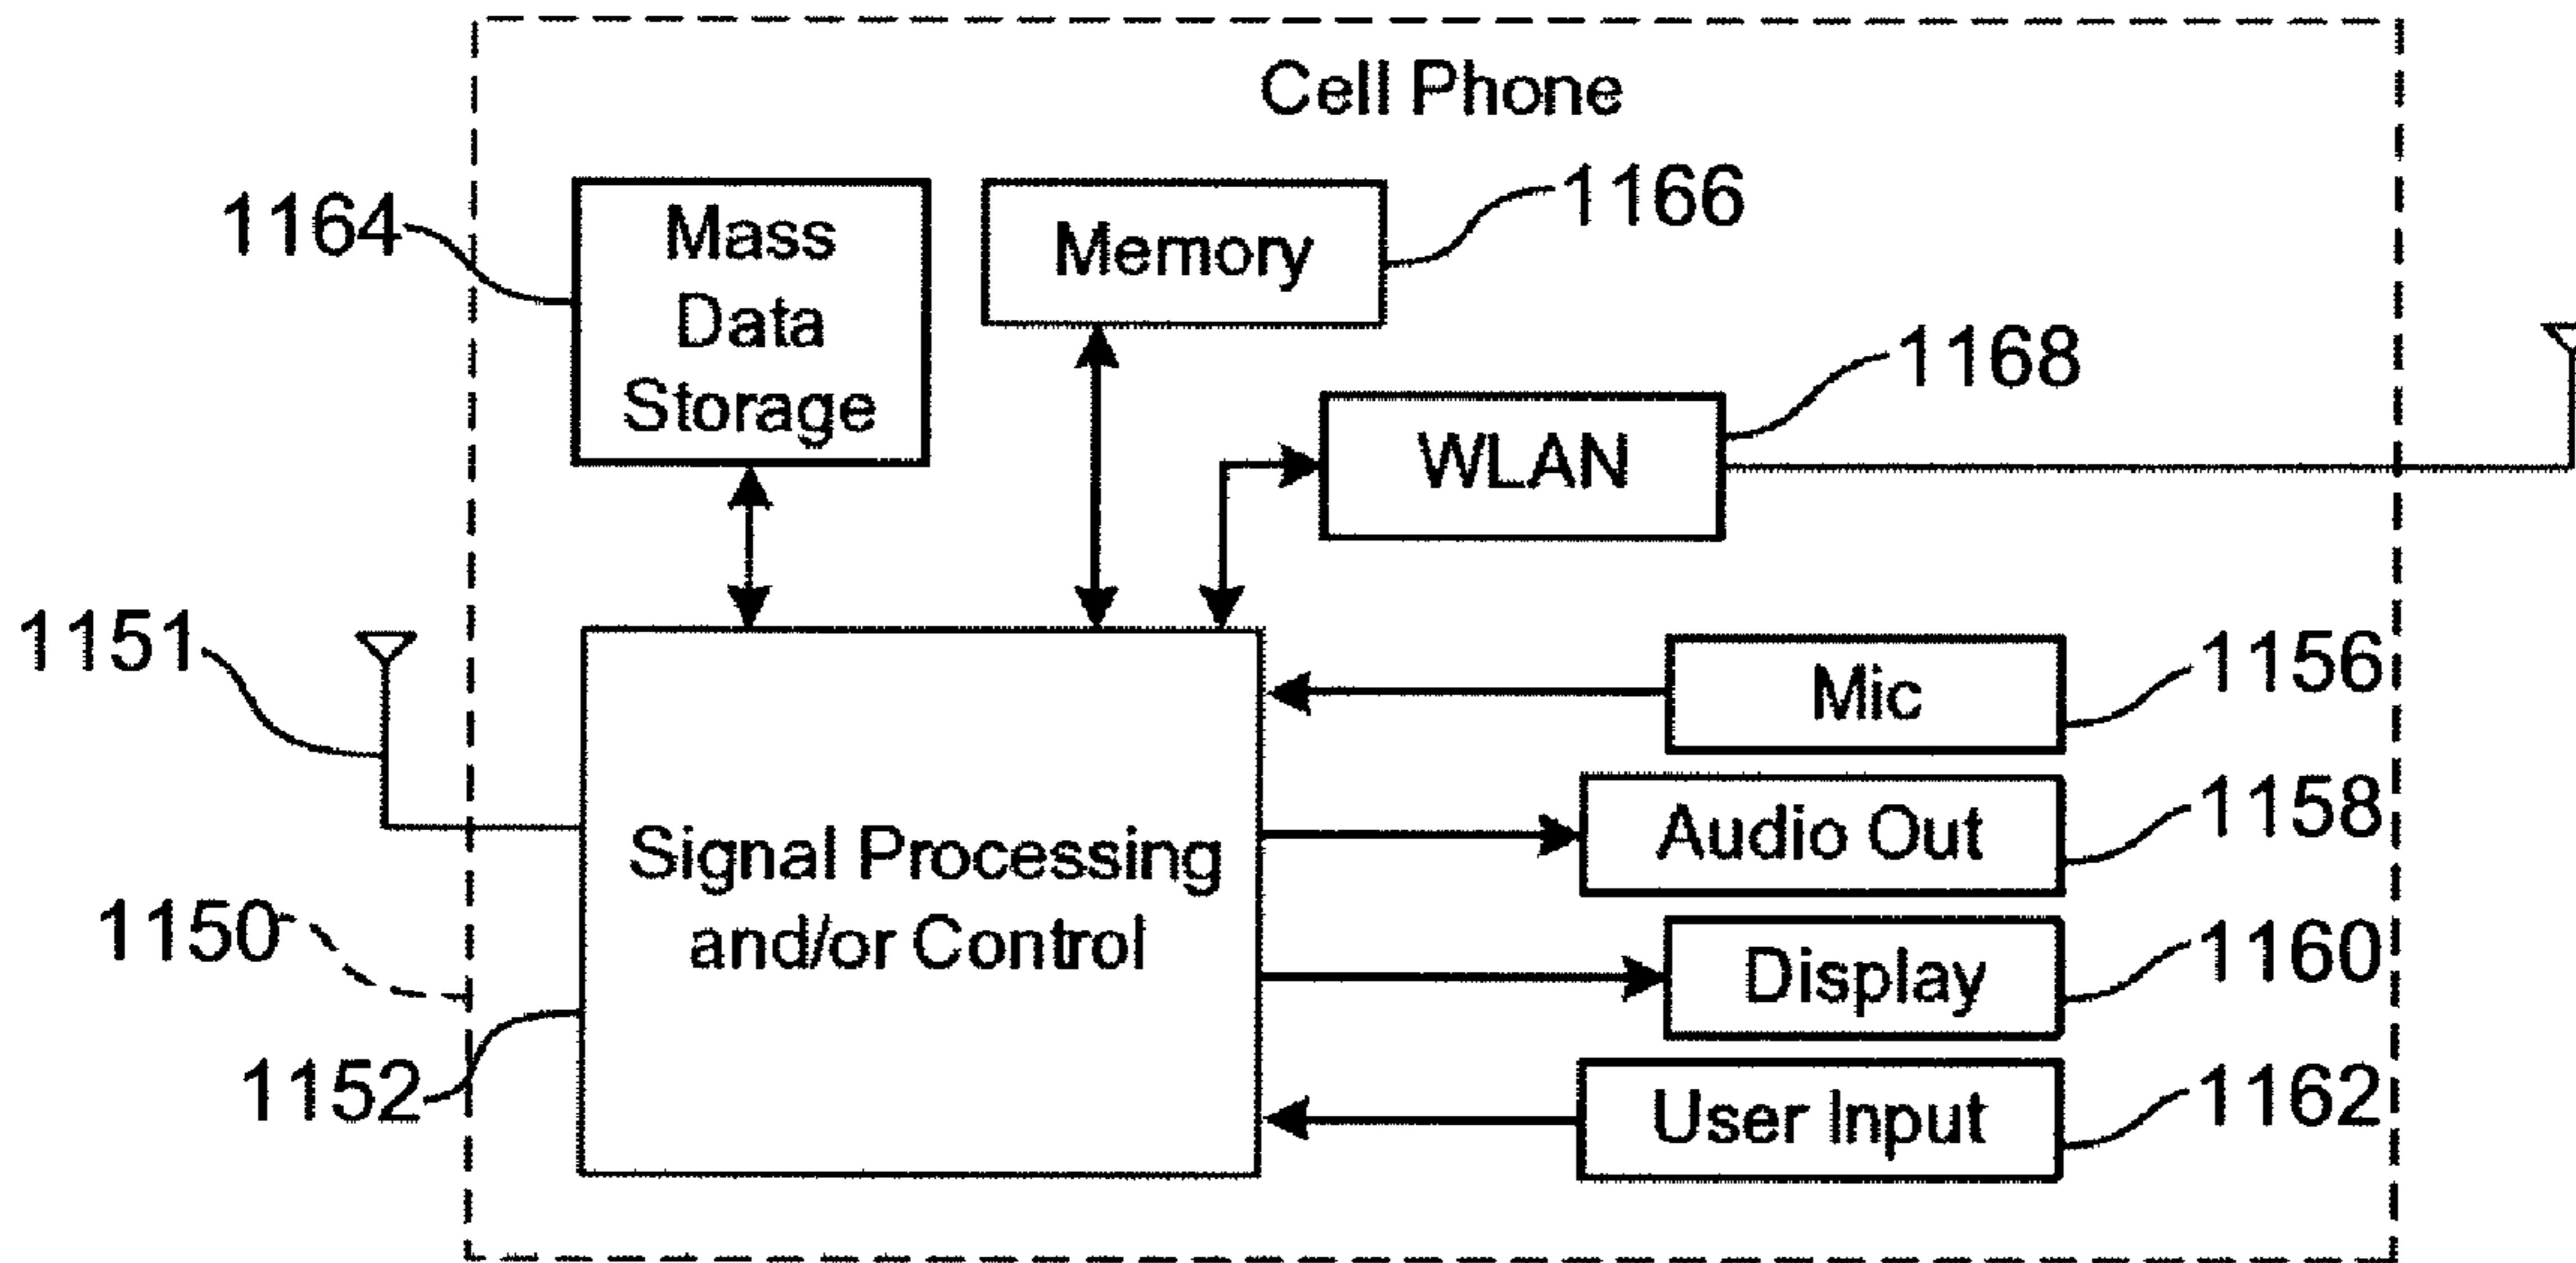 Cell Phone
1164
Mass
Data
Storage
Memory
1166
WLAN
1168
1151
Signal Processing
and/or Control
Mic
1156
Audio Out
1158
1150
Display
1160
1152
User Input
1162